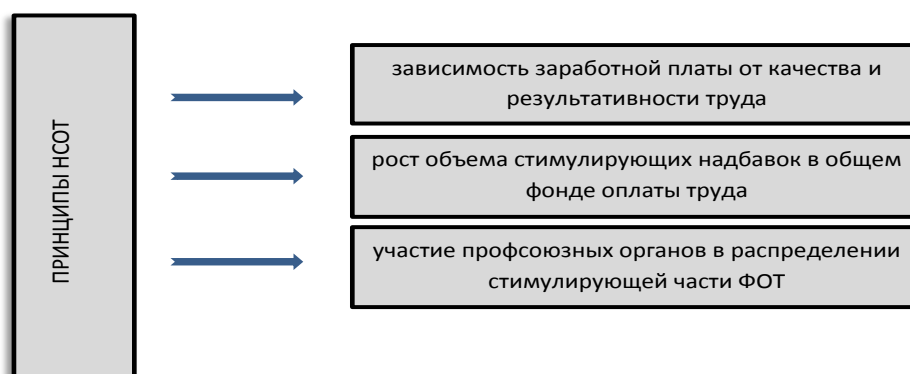 ПРИНЦИПЫ НСОТ
зависимость заработной платы от качества и
результативности труда
рост объема стимулирующих надбавок в общем
фонде оплаты труда
участие профсоюзных органов в распределении
стимулирующей части ФОТ